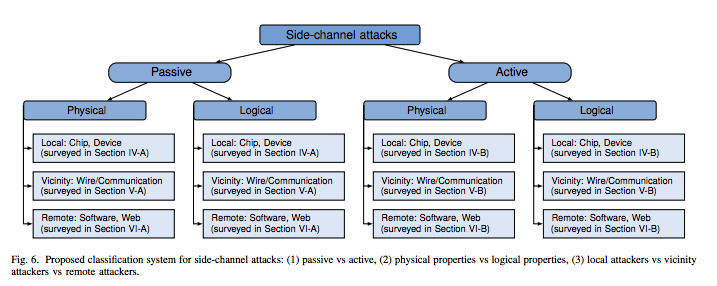 Side-channel attacks
Passive
Active
Physical
Logical
Physical
Logical
Local: Chip, Device
(surveyed in Section IV-A)
Local: Chip, Device
(surveyed in Section IV-A)
Local: Chip, Device
(surveyed in Section IV-B)
Local: Chip, Device
(surveyed in Section IV-B)
Vicinity: Wire/Communication
(surveyed in Section V-A)
Vicinity: Wire/Communication
(surveyed in Section V-A)
Vicinity: Wire/Communication
(surveyed in Section V-B)
Vicinity: Wire/Communication
(surveyed in Section V-B)
Remote: Software, Web
(surveyed in Section VI-A)
Remote: Software, Web
(surveyed in Section VI-A)
Remote: Software, Web
(surveyed in Section VI-B)
Remote: Software, Web
(surveyed in Section VI-B)
Fig. 6. Proposed classification system for side-channel attacks: (1) passive vs active, (2) physical properties vs logical properties, (3) local attackers vs vicinity
attackers vs remote attackers.